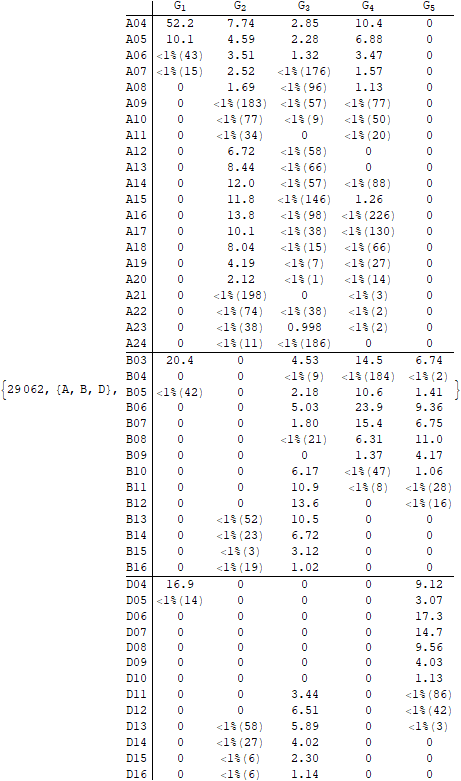 G1 G2 G3 G4 G5
A04 52.2 7.74 2.85 10.4 0
A05 10.1 4.59 2.28 6.88 0
A06 <1%(43) 3.51 1.32 3.47 0
A07 <1%(15) 2.52 <1%(176) 1.57 0
A08 0 1.69 <1%(96) 1.13 0
A09 0 <1%(183) <1%(57) <1%(77) 0
A10 0 <1%(77) <1%(9) <1%(50) 0
A11 0 <1%(34) 0 <1%(20) 0
A12 0 6.72 <1%(58) 0 0
A13 0 8.44 <1%(66) 0 0
A14 0 12.0 <1%(57) <1%(88) 0
A15 0 11.8 <1%(146) 1.26 0
A16 0 13.8 <1%(98) <1%(226) 0
A17 0 10.1 <1%(38) <1%(130) 0
A18 0 8.04 <1%(15) <1%(66) 0
A19 0 4.19 <1%(7) <1%(27) 0
A20 0 2.12 <1%(1) <1%(14) 0
A21 0 <1%(198) 0 <1%(3) 0
A22 0 <1%(74) <1%(38) <1%(2) 0
A23 0 <1%(38) 0.998 <1%(2) 0
A24 0 <1%(11) <1%(186) 0 0
B03 20.4 0 4.53 14.5 6.74
B04 0 0 <1%(9) <1%(184) <1%(2)
{29062, {A, B, D}, B05 <1%(42) 0 2.18 10.6 1.41 }
B06 0 0 5.03 23.9 9.36
B07 0 0 1.80 15.4 6.75
B08 0 0 <1%(21) 6.31 11.0
B09 0 0 0 1.37 4.17
B10 0 0 6.17 <1%(47) 1.06
B11 0 0 10.9 <1%(8) <1%(28)
B12 0 0 13.6 0 <1%(16)
B13 0 <1%(52) 10.5 0 0
B14 0 <1%(23) 6.72 0 0
B15 0 <1%(3) 3.12 0 0
B16 0 <1%(19) 1.02 0 0
D04 16.9 0 0 0 9.12
D05 <1%(14) 0 0 0 3.07
D06 0 0 0 0 17.3
D07 0 0 0 0 14.7
D08 0 0 0 0 9.56
D09 0 0 0 0 4.03
D10 0 0 0 0 1.13
D11 0 0 3.44 0 <1%(86)
D12 0 0 6.51 0 <1%(42)
D13 0 <1%(58) 5.89 0 <1%(3)
D14 0 <1%(27) 4.02 0 0
D15 0 <1%(6) 2.30 0 0
D16 0 <1%(6) 1.14 0 0